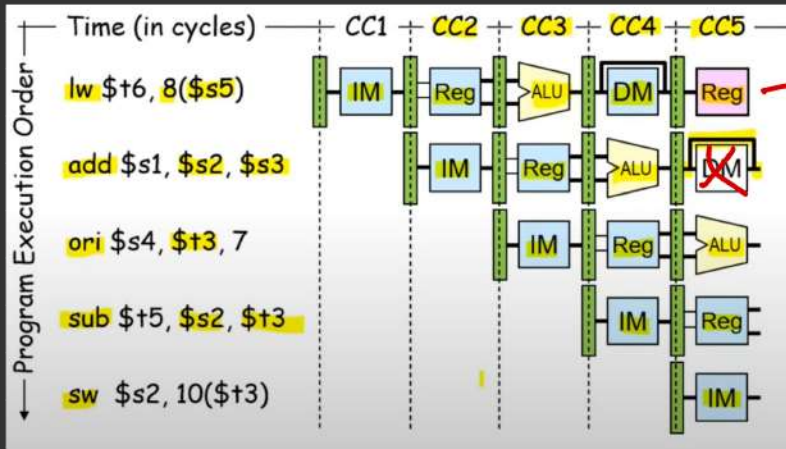 Time (in cycles) CC1 CC2 CC3 CC4 CC5
Program Execution Order
lw $t6, 8($s5) IM Reg ALU DM Reg
add $s1, $s2, $s3 IM Reg ALU DM
ori $s4, $t3, 7 IM Reg ALU
sub $t5, $s2, $t3 IM Reg
sw $s2, 10($t3) IM